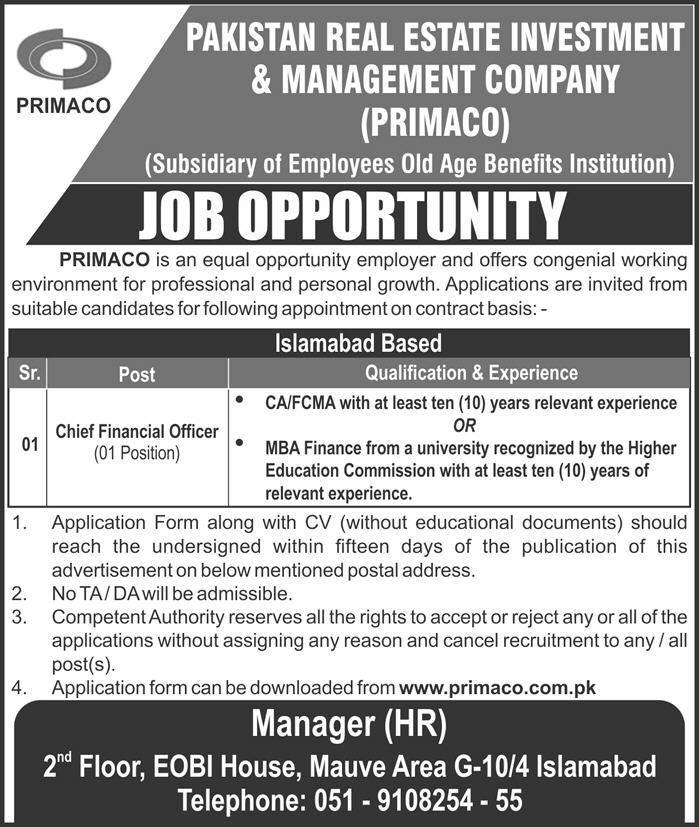 PRIMACO
PAKISTAN REAL ESTATE INVESTMENT
& MANAGEMENT COMPANY
(PRIMACO)
(Subsidiary of Employees Old Age Benefits Institution)
JOB OPPORTUNITY
PRIMACO is an equal opportunity employer and offers congenial working
environment for professional and personal growth. Applications are invited from
suitable candidates for following appointment on contract basis: -
Islamabad Based
Sr. Post Qualification & Experience
01
Chief Financial Officer
(01 Position)
• CA/FCMA with at least ten (10) years relevant experience
OR
• MBA Finance from a university recognized by the Higher
Education Commission with at least ten (10) years of
relevant experience.
1. Application Form along with CV (without educational documents) should
reach the undersigned within fifteen days of the publication of this
advertisement on below mentioned postal address.
2. No TA / DA will be admissible.
3. Competent Authority reserves all the rights to accept or reject any or all of the
applications without assigning any reason and cancel recruitment to any / all
post(s).
4. Application form can be downloaded from www.primaco.com.pk
Manager (HR)
2nd Floor, EOBI House, Mauve Area G-10/4 Islamabad
Telephone: 051 - 9108254 - 55